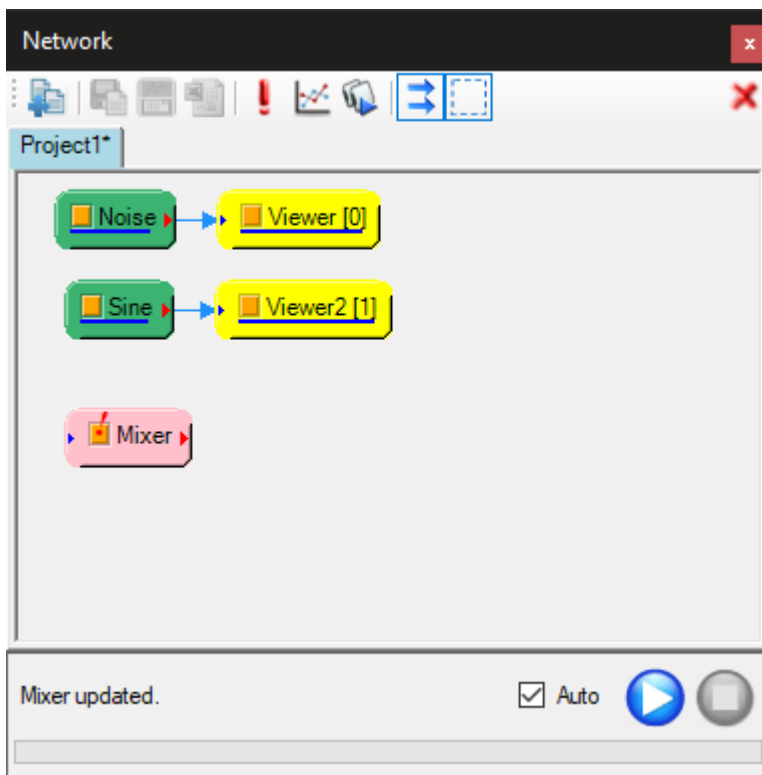 Network
x
Project1*
Noise
Viewer [0]
Sine
Viewer2 [1]
Mixer
Mixer updated.
Auto